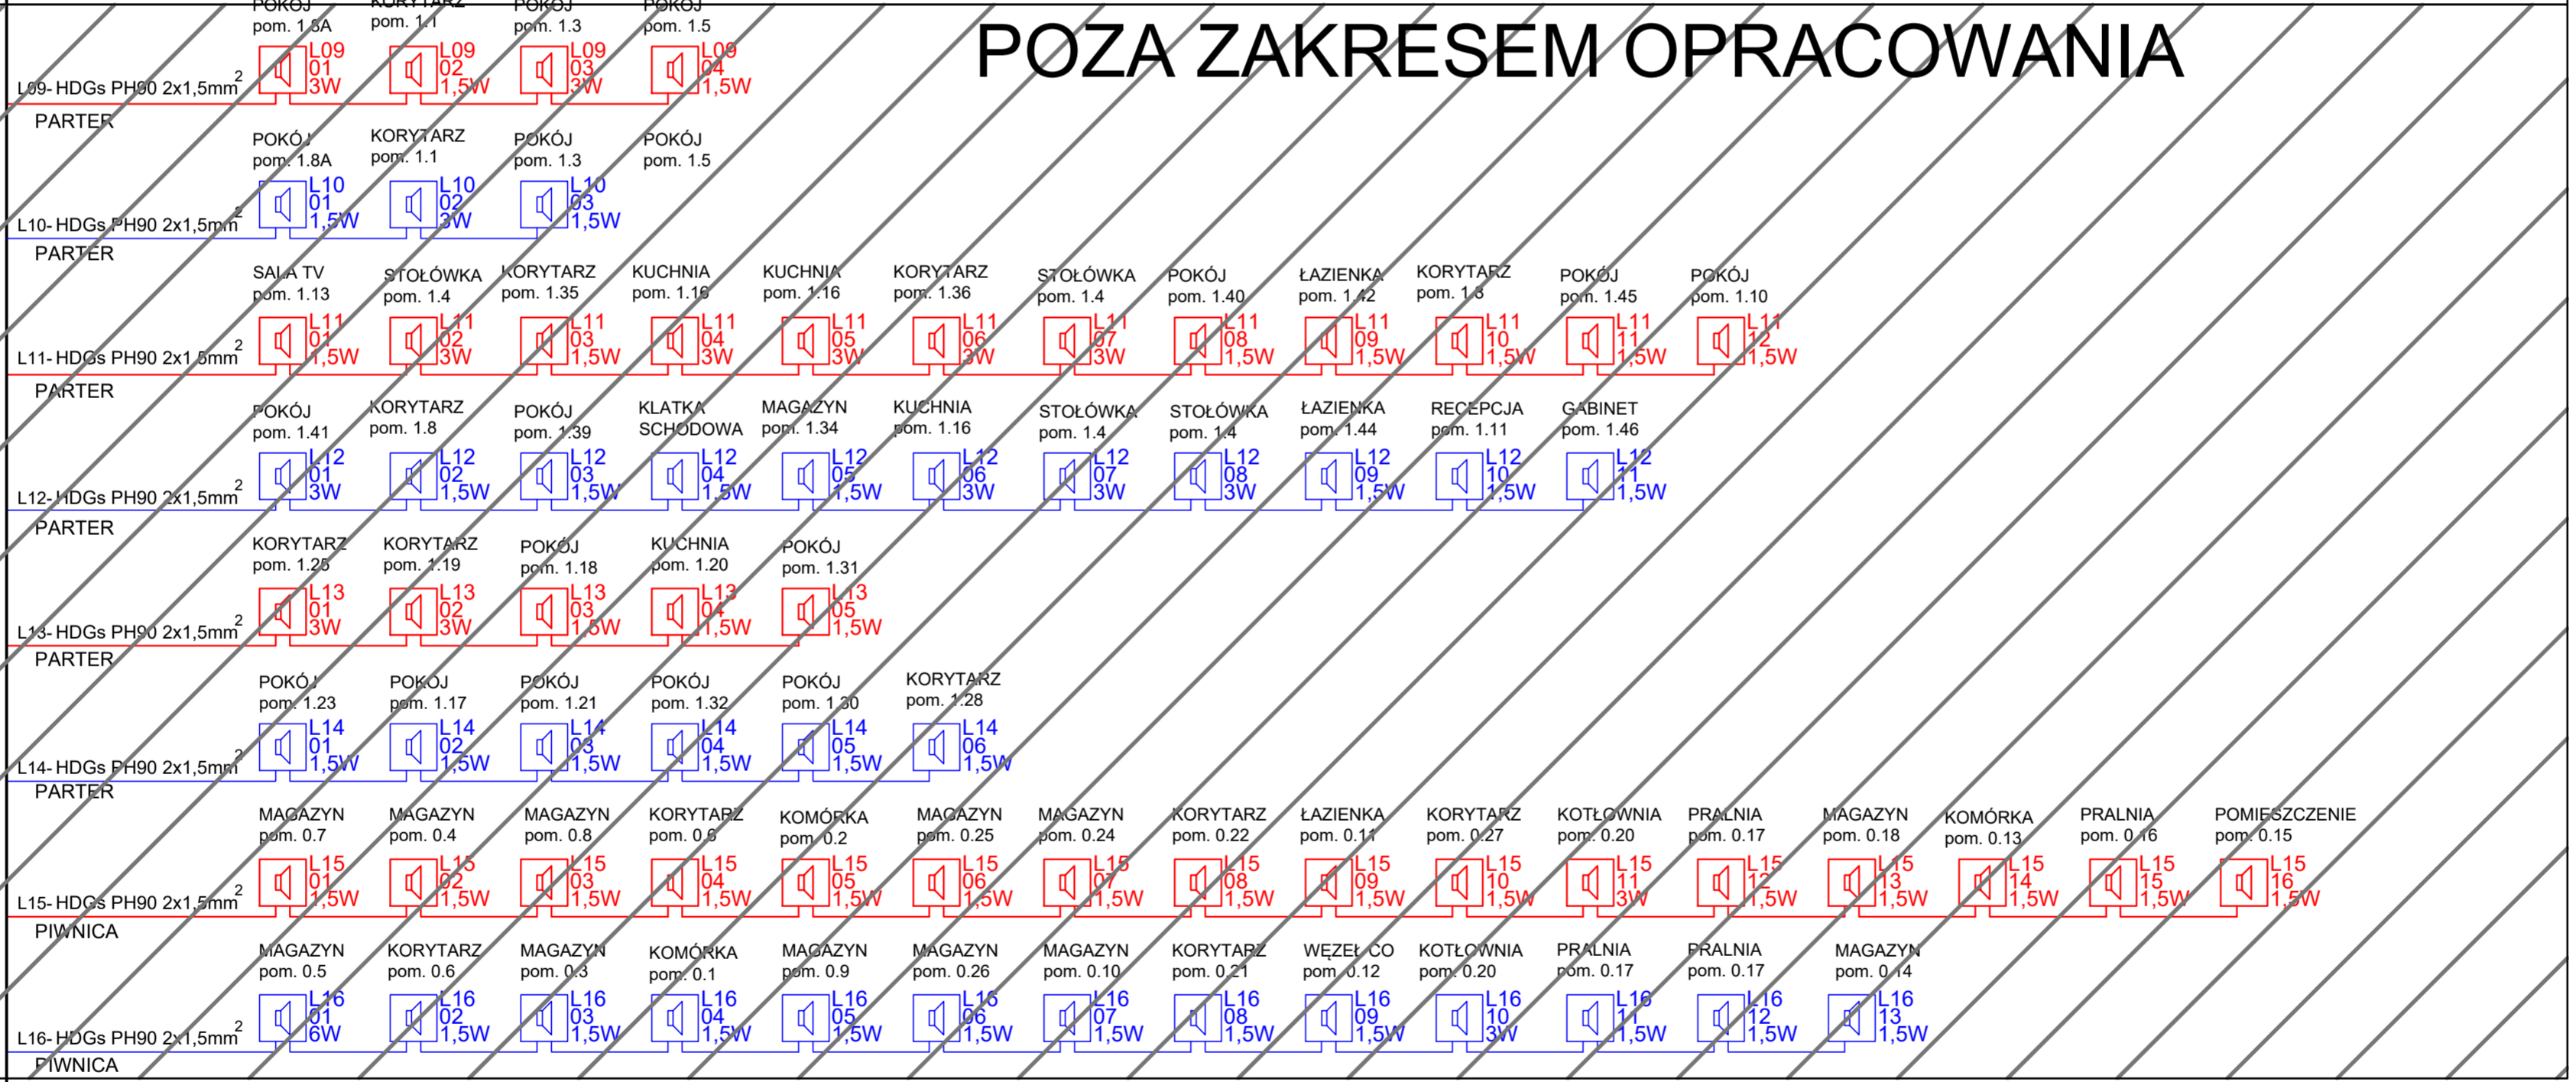 POZA ZAKRESEM OPRACOWANIA
POKÓJ KORYTARZ POKÓJ POKÓJ
pom. 1.8A pom. 1.1 pom. 1.3 pom. 1.5
L09 L09 L09 L09
01 02 03 04
3W 1,5W 3W 1,5W
L09- HDGs PH90 2x1,5mm²
PARTER
POKÓJ KORYTARZ POKÓJ POKÓJ
pom. 1.8A pom. 1.1 pom. 1.3 pom. 1.5
L10 L10 L10
01 02 03
1,5W 3W 1,5W
L10- HDGs PH90 2x1,5mm²
PARTER
SALA TV STOŁÓWKA KORYTARZ KUCHNIA KUCHNIA KORYTARZ STOŁÓWKA POKÓJ ŁAZIENKA KORYTARZ POKÓJ POKÓJ
pom. 1.13 pom. 1.4 pom. 1.35 pom. 1.16 pom. 1.16 pom. 1.36 pom. 1.4 pom. 1.40 pom. 1.42 pom. 1.8 pom. 1.45 pom. 1.10
L11 L11 L11 L11 L11 L11 L11 L11 L11 L11 L11 L11
01 02 03 04 05 06 07 08 09 10 11 12
1,5W 3W 1,5W 3W 3W 3W 3W 1,5W 1,5W 1,5W 1,5W 1,5W
L11- HDGs PH90 2x1,5mm²
PARTER
POKÓJ KORYTARZ POKÓJ KLATKA MAGAZYN KUCHNIA STOŁÓWKA STOŁÓWKA ŁAZIENKA RECEPCJA GABINET
pom. 1.41 pom. 1.8 pom. 1.39 SCHODOWA pom. 1.34 pom. 1.16 pom. 1.4 pom. 1.4 pom. 1.44 pom. 1.11 pom. 1.46
L12 L12 L12 L12 L12 L12 L12 L12 L12 L12 L12
01 02 03 04 05 06 07 08 09 10 11
3W 1,5W 1,5W 1,5W 1,5W 3W 3W 3W 1,5W 1,5W 1,5W
L12- HDGs PH90 2x1,5mm²
PARTER
KORYTARZ KORYTARZ POKÓJ KUCHNIA POKÓJ
pom. 1.25 pom. 1.19 pom. 1.18 pom. 1.20 pom. 1.31
L13 L13 L13 L13 L13
01 02 03 04 05
3W 3W 1,5W 1,5W 1,5W
L13- HDGs PH90 2x1,5mm²
PARTER
POKÓJ POKÓJ POKÓJ POKÓJ POKÓJ KORYTARZ
pom. 1.23 pom. 1.17 pom. 1.21 pom. 1.32 pom. 1.30 pom. 1.28
L14 L14 L14 L14 L14 L14
01 02 03 04 05 06
1,5W 1,5W 1,5W 1,5W 1,5W 1,5W
L14- HDGs PH90 2x1,5mm²
PARTER
MAGAZYN MAGAZYN MAGAZYN KORYTARZ KOMÓRKA MAGAZYN MAGAZYN KORYTARZ ŁAZIENKA KORYTARZ KOTŁOWNIA PRALNIA MAGAZYN KOMÓRKA PRALNIA POMIESZCZENIE
pom. 0.7 pom. 0.4 pom. 0.8 pom. 0.6 pom. 0.2 pom. 0.25 pom. 0.24 pom. 0.22 pom. 0.11 pom. 0.27 pom. 0.20 pom. 0.17 pom. 0.18 pom. 0.13 pom. 0.16 pom. 0.15
L15 L15 L15 L15 L15 L15 L15 L15 L15 L15 L15 L15 L15 L15 L15 L15
01 02 03 04 05 06 07 08 09 10 11 12 13 14 15 16
1,5W 1,5W 1,5W 1,5W 1,5W 1,5W 1,5W 1,5W 1,5W 1,5W 3W 1,5W 1,5W 1,5W 1,5W 1,5W
L15- HDGs PH90 2x1,5mm²
PIWNICA
MAGAZYN KORYTARZ MAGAZYN KOMÓRKA MAGAZYN MAGAZYN MAGAZYN KORYTARZ WĘZEŁ CO KOTŁOWNIA PRALNIA PRALNIA MAGAZYN
pom. 0.5 pom. 0.6 pom. 0.3 pom. 0.1 pom. 0.9 pom. 0.26 pom. 0.10 pom. 0.21 pom. 0.12 pom. 0.20 pom. 0.17 pom. 0.17 pom. 0.14
L16 L16 L16 L16 L16 L16 L16 L16 L16 L16 L16 L16 L16
01 02 03 04 05 06 07 08 09 10 11 12 13
6W 1,5W 1,5W 1,5W 1,5W 1,5W 1,5W 1,5W 1,5W 3W 1,5W 1,5W 1,5W
L16- HDGs PH90 2x1,5mm²
PIWNICA